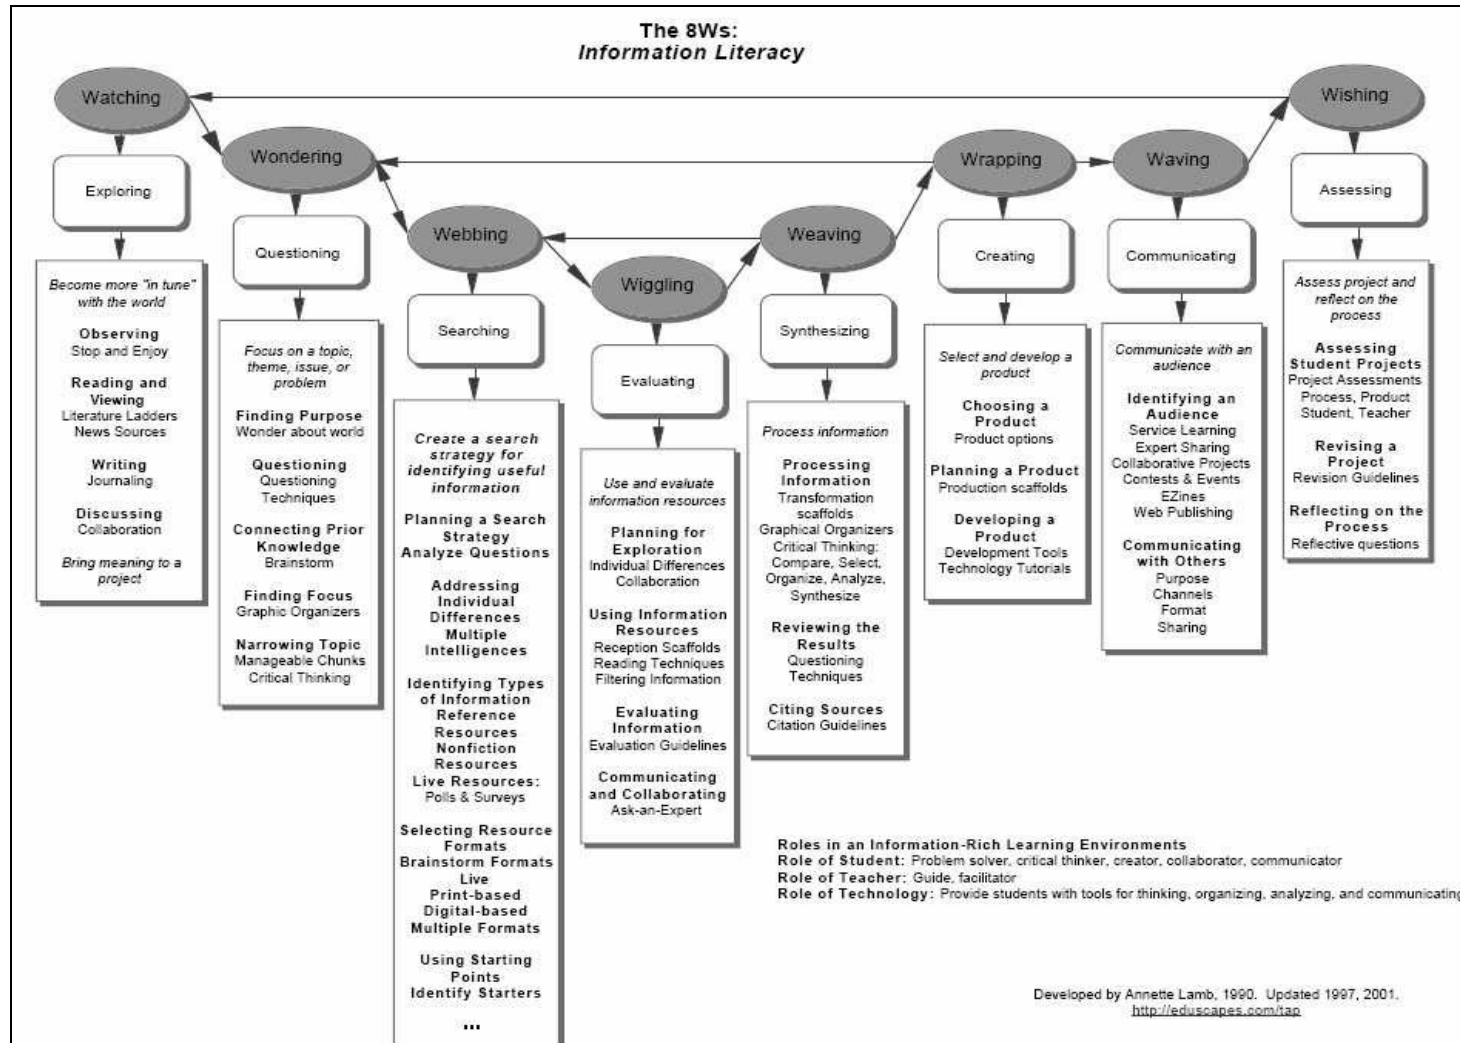 The 8Ws:
Information Literacy
Watching
Exploring
Become more "in tune"
with the world
Observing
Stop and Enjoy
Reading and
Viewing
Literature Ladders
News Sources
Writing
Journaling
Discussing
Collaboration
Bring meaning to a
project
Wondering
Questioning
Focus on a topic,
theme, issue, or
problem
Finding Purpose
Wonder about world
Questioning
Questioning
Techniques
Connecting Prior
Knowledge
Brainstorm
Finding Focus
Graphic Organizers
Narrowing Topic
Manageable Chunks
Critical Thinking
Webbing
Searching
Create a search
strategy for
identifying useful
information
Planning a Search
Strategy
Analyze Questions
Addressing
Individual
Differences
Multiple
Intelligences
Identifying Types
of Information
Reference
Resources
Nonfiction
Resources
Live Resources:
Polls & Surveys
Selecting Resource
Formats
Brainstorm Formats
Live
Print-based
Digital-based
Multiple Formats
Using Starting
Points
Identify Starters
...
Wiggling
Evaluating
Use and evaluate
information resources
Planning for
Exploration
Individual Differences
Collaboration
Using Information
Resources
Reception Scaffolds
Reading Techniques
Filtering Information
Evaluating
Information
Evaluation Guidelines
Communicating
and Collaborating
Ask-an-Expert
Weaving
Synthesizing
Process information
Processing
Information
Transformation
scaffolds
Graphical Organizers
Critical Thinking:
Compare, Select,
Organize, Analyze,
Synthesize
Reviewing the
Results
Questioning
Techniques
Citing Sources
Citation Guidelines
Wrapping
Creating
Select and develop a
product
Choosing a
Product
Product options
Planning a Product
Production scaffolds
Developing a
Product
Development Tools
Technology Tutorials
Waving
Communicating
Communicate with an
audience
Identifying an
Audience
Service Learning
Expert Sharing
Collaborative Projects
Contests & Events
EZines
Web Publishing
Communicating
with Others
Purpose
Channels
Format
Sharing
Wishing
Assessing
Assess project and
reflect on the
process
Assessing
Student Projects
Project Assessments
Process, Product
Student, Teacher
Revising a
Project
Revision Guidelines
Reflecting on the
Process
Reflective questions
Roles in an Information-Rich Learning Environments
Role of Student: Problem solver, critical thinker, creator, collaborator, communicator
Role of Teacher: Guide, facilitator
Role of Technology: Provide students with tools for thinking, organizing, analyzing, and communicating
Developed by Annette Lamb, 1990. Updated 1997, 2001.
http://eduscapes.com/tap